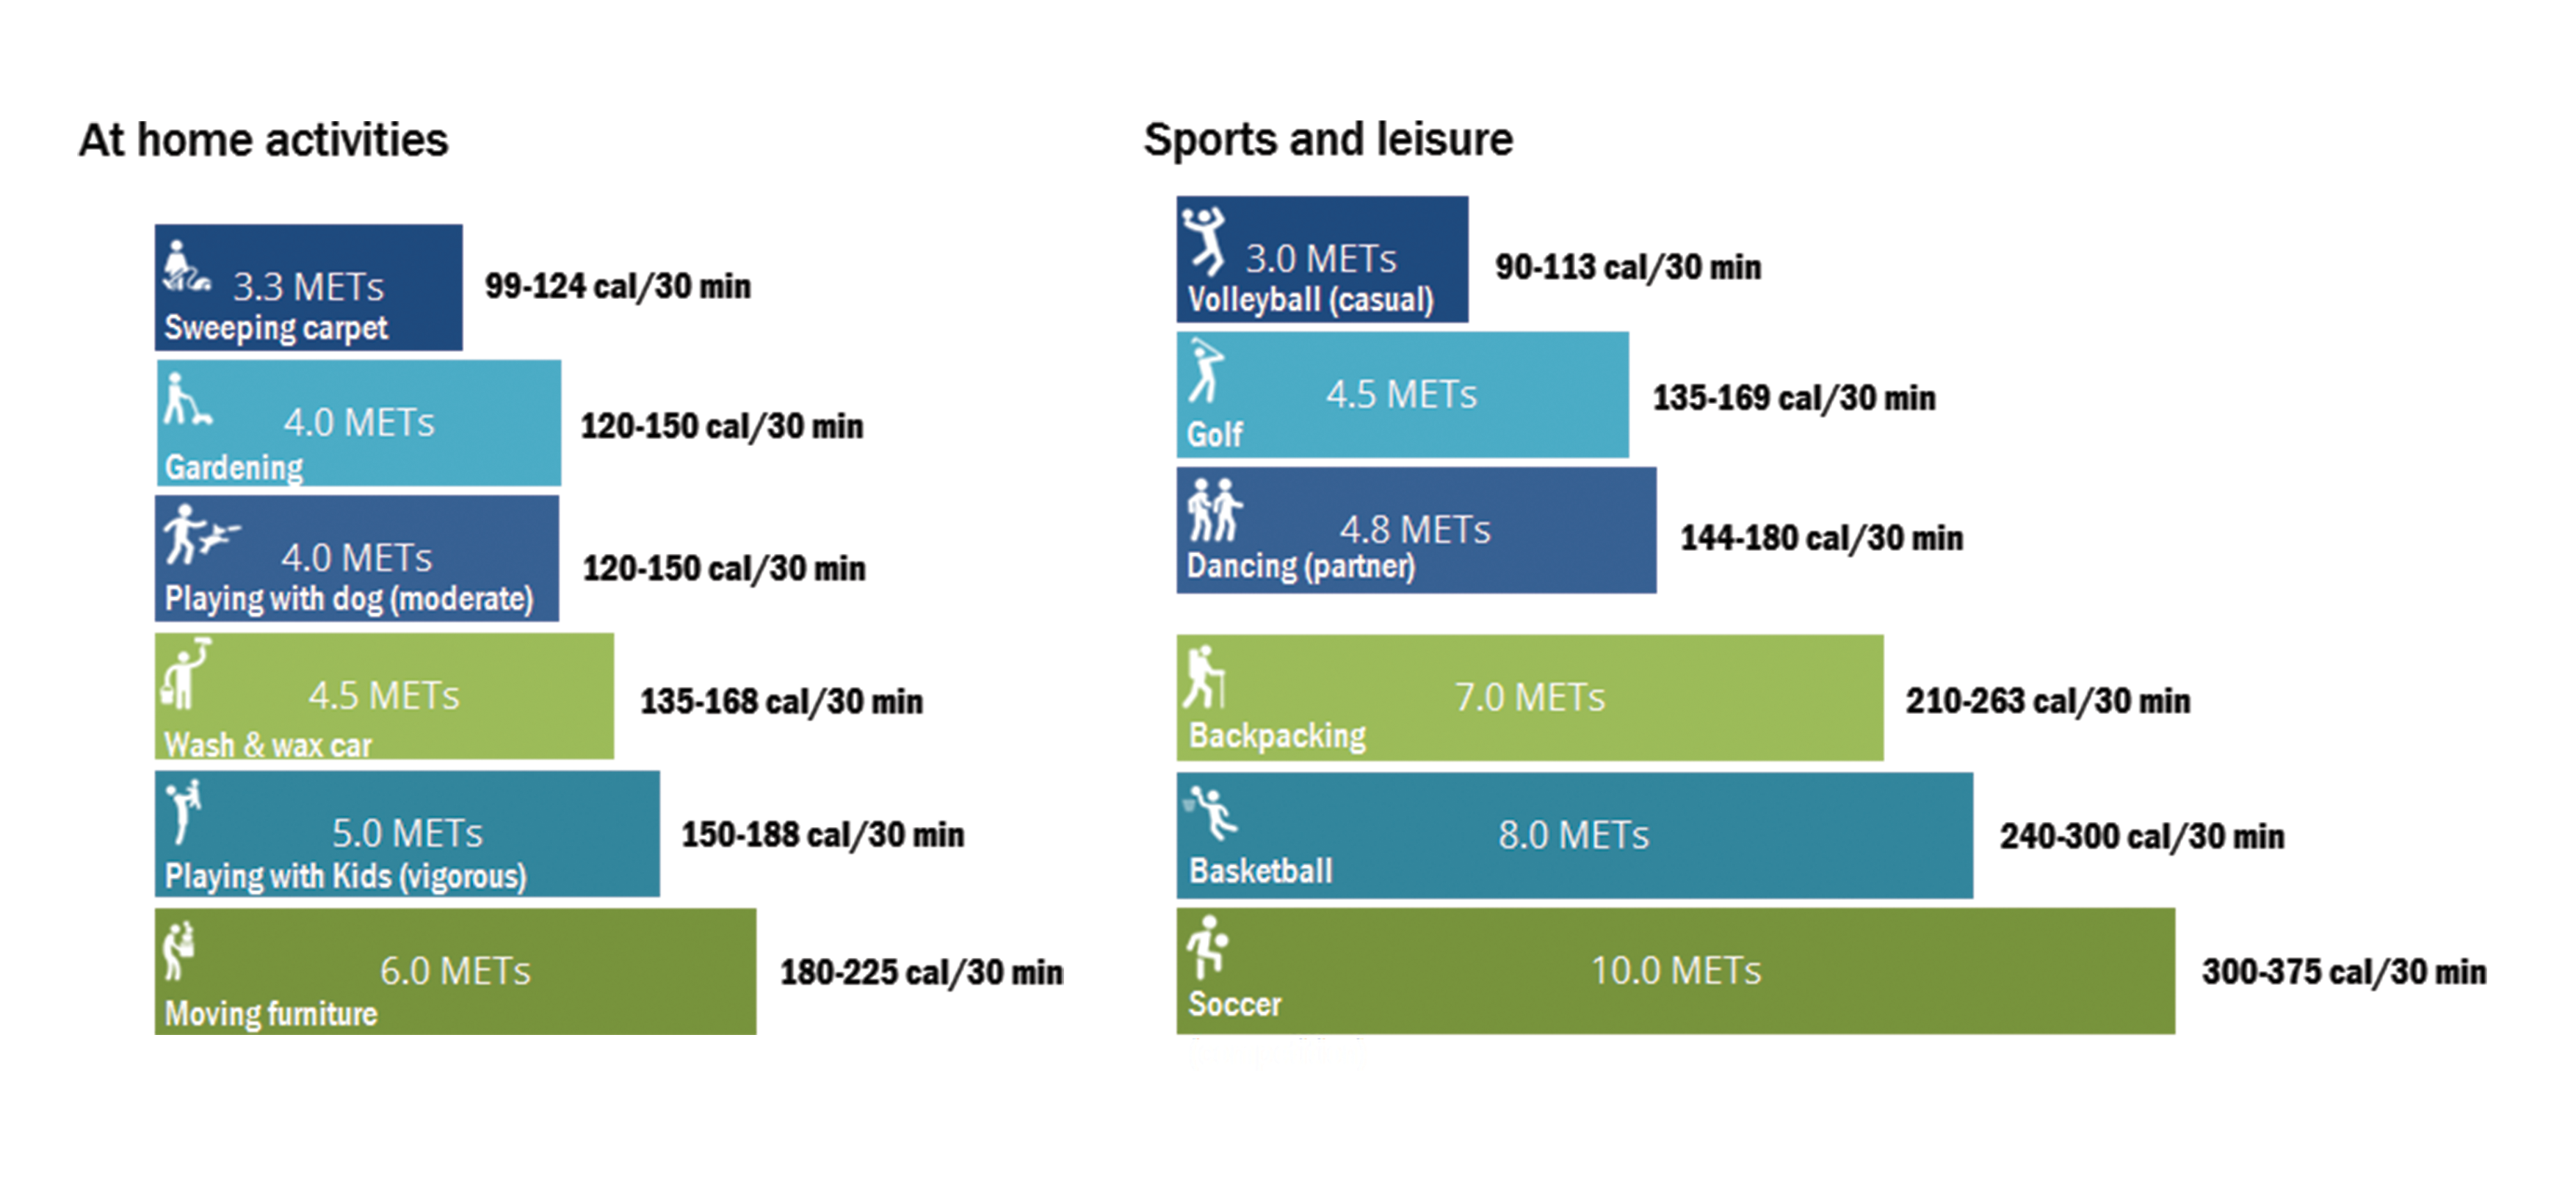 At home activities
3.3 METs
Sweeping carpet
99-124 cal/30 min
4.0 METs
Gardening
120-150 cal/30 min
4.0 METs
Playing with dog (moderate)
120-150 cal/30 min
4.5 METs
Wash & wax car
135-168 cal/30 min
5.0 METs
Playing with Kids (vigorous)
150-188 cal/30 min
6.0 METs
Moving furniture
180-225 cal/30 min
Sports and leisure
3.0 METs
Volleyball (casual)
90-113 cal/30 min
4.5 METs
Golf
135-169 cal/30 min
4.8 METs
Dancing (partner)
144-180 cal/30 min
7.0 METs
Backpacking
210-263 cal/30 min
8.0 METs
Basketball
240-300 cal/30 min
10.0 METs
Soccer
300-375 cal/30 min